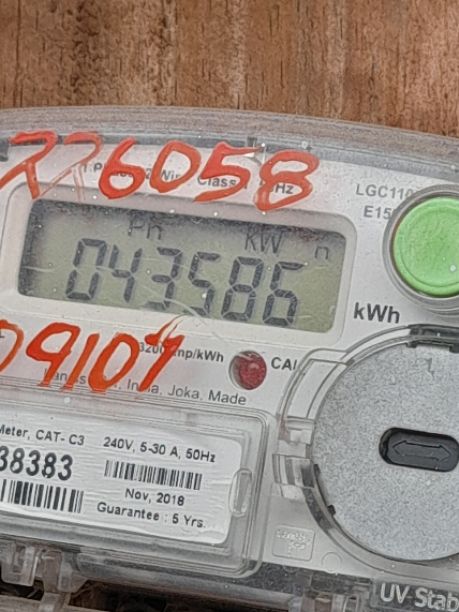 776058
Class
Hz
LGC110
E15
Ph kW n
043586
kWh
09107
3200 Imp/kWh
CAL
India, Joka, Made
Meter, CAT- C3 240V, 5-30 A, 50Hz
38383
Nov, 2018
Guarantee : 5 Yrs.
UV Stab